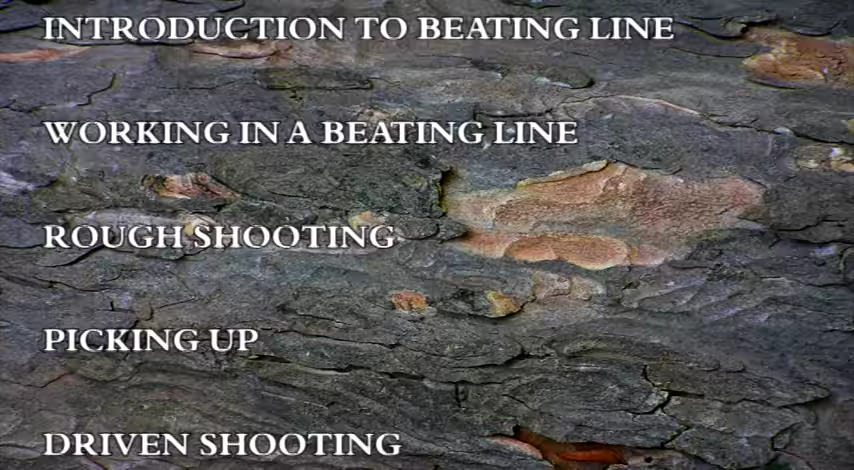 INTRODUCTION TO BEATING LINE
WORKING IN A BEATING LINE
ROUGH SHOOTING
PICKING UP
DRIVEN SHOOTING